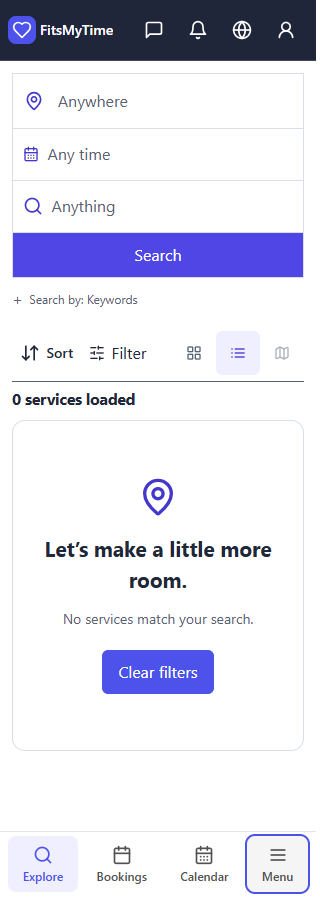 FitsMyTime
Anywhere
Any time
Anything
Search
+ Search by: Keywords
Sort Filter
0 services loaded
Let’s make a little more
room.
No services match your search.
Clear filters
Explore Bookings Calendar Menu